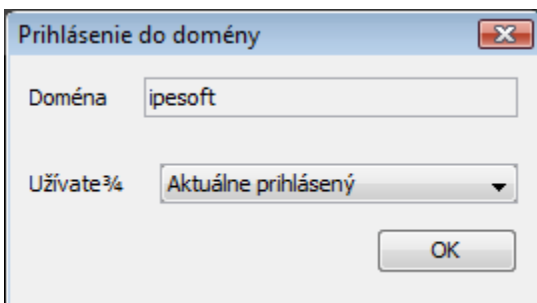 Prihlásenie do domény
Doména ipesoft
Užívate¾ Aktuálne prihlásený
OK